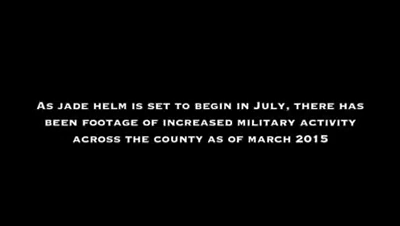 As jade helm is set to begin in July, there has
been footage of increased military activity
across the county as of march 2015